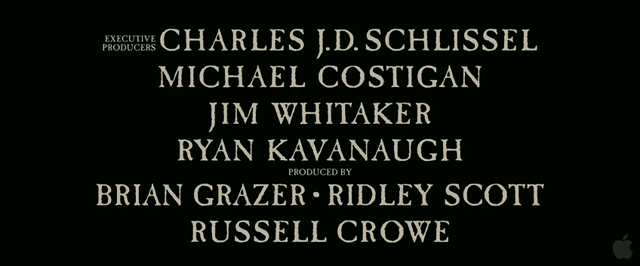 EXECUTIVE
PRODUCERS CHARLES J.D. SCHLISSEL
MICHAEL COSTIGAN
JIM WHITAKER
RYAN KAVANAUGH
PRODUCED BY
BRIAN GRAZER • RIDLEY SCOTT
RUSSELL CROWE